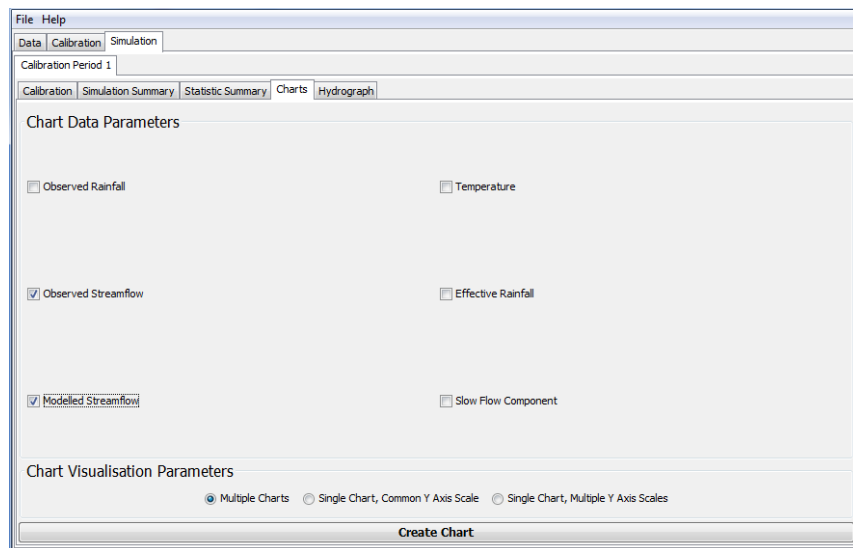 File Help
Data Calibration Simulation
Calibration Period 1
Calibration Simulation Summary Statistic Summary Charts Hydrograph
Chart Data Parameters
Observed Rainfall Temperature
Observed Streamflow Effective Rainfall
Modelled Streamflow Slow Flow Component
Chart Visualisation Parameters
Multiple Charts Single Chart, Common Y Axis Scale Single Chart, Multiple Y Axis Scales
Create Chart